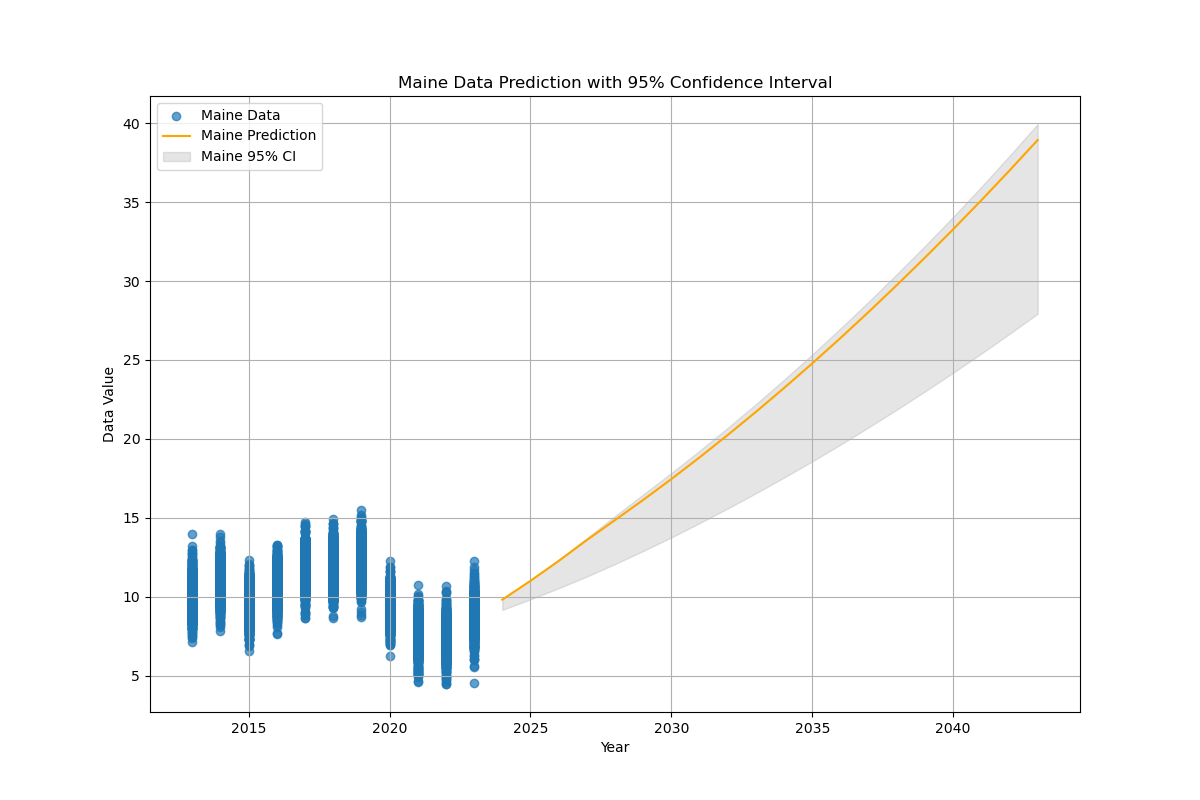 Maine Data Prediction with 95% Confidence Interval
Maine Data
Maine Prediction
Maine 95% CI
40
35
30
25
20
15
10
5
Data Value
2015
2020
2025
2030
2035
2040
Year